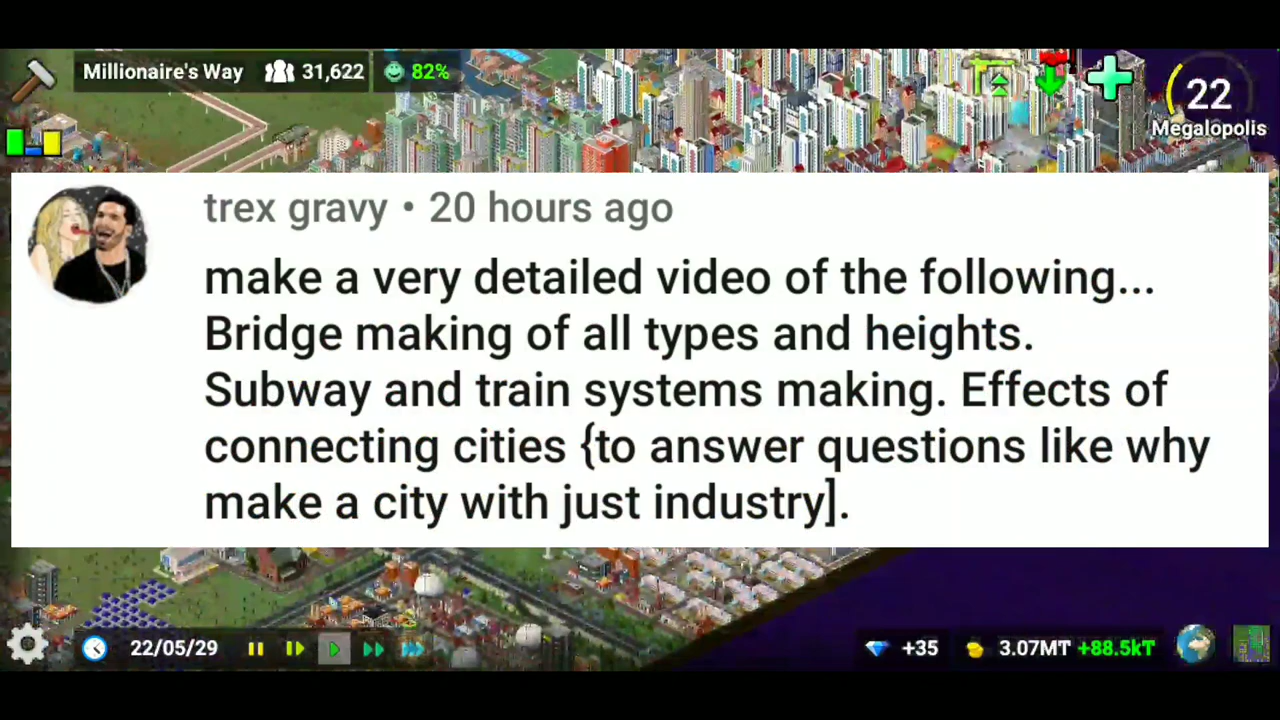 Millionaire's Way 31,622 82%
22
Megalopolis
trex gravy • 20 hours ago
make a very detailed video of the following...
Bridge making of all types and heights.
Subway and train systems making. Effects of
connecting cities {to answer questions like why
make a city with just industry].
22/05/29 +35 3.07MT +88.5kT